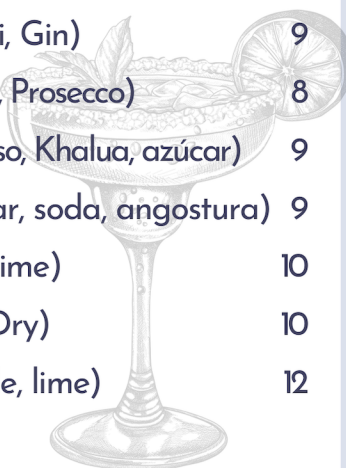 i, Gin) 9
, Prosecco) 8
so, Khalua, azúcar) 9
ar, soda, angostura) 9
ime) 10
Dry) 10
e, lime) 12